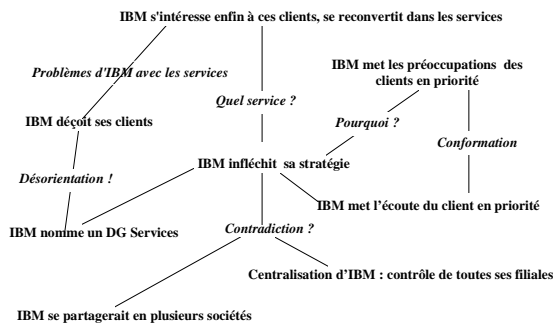 IBM s'intéresse enfin à ces clients, se reconvertit dans les services
Problèmes d'IBM avec les services
IBM met les préoccupations des
clients en priorité
Quel service ?
IBM déçoit ses clients
Pourquoi ?
Conformation
IBM infléchit sa stratégie
Désorientation !
IBM met l'écoute du client en priorité
IBM nomme un DG Services
Contradiction ?
Centralisation d'IBM : contrôle de toutes ses filiales
IBM se partagerait en plusieurs sociétés